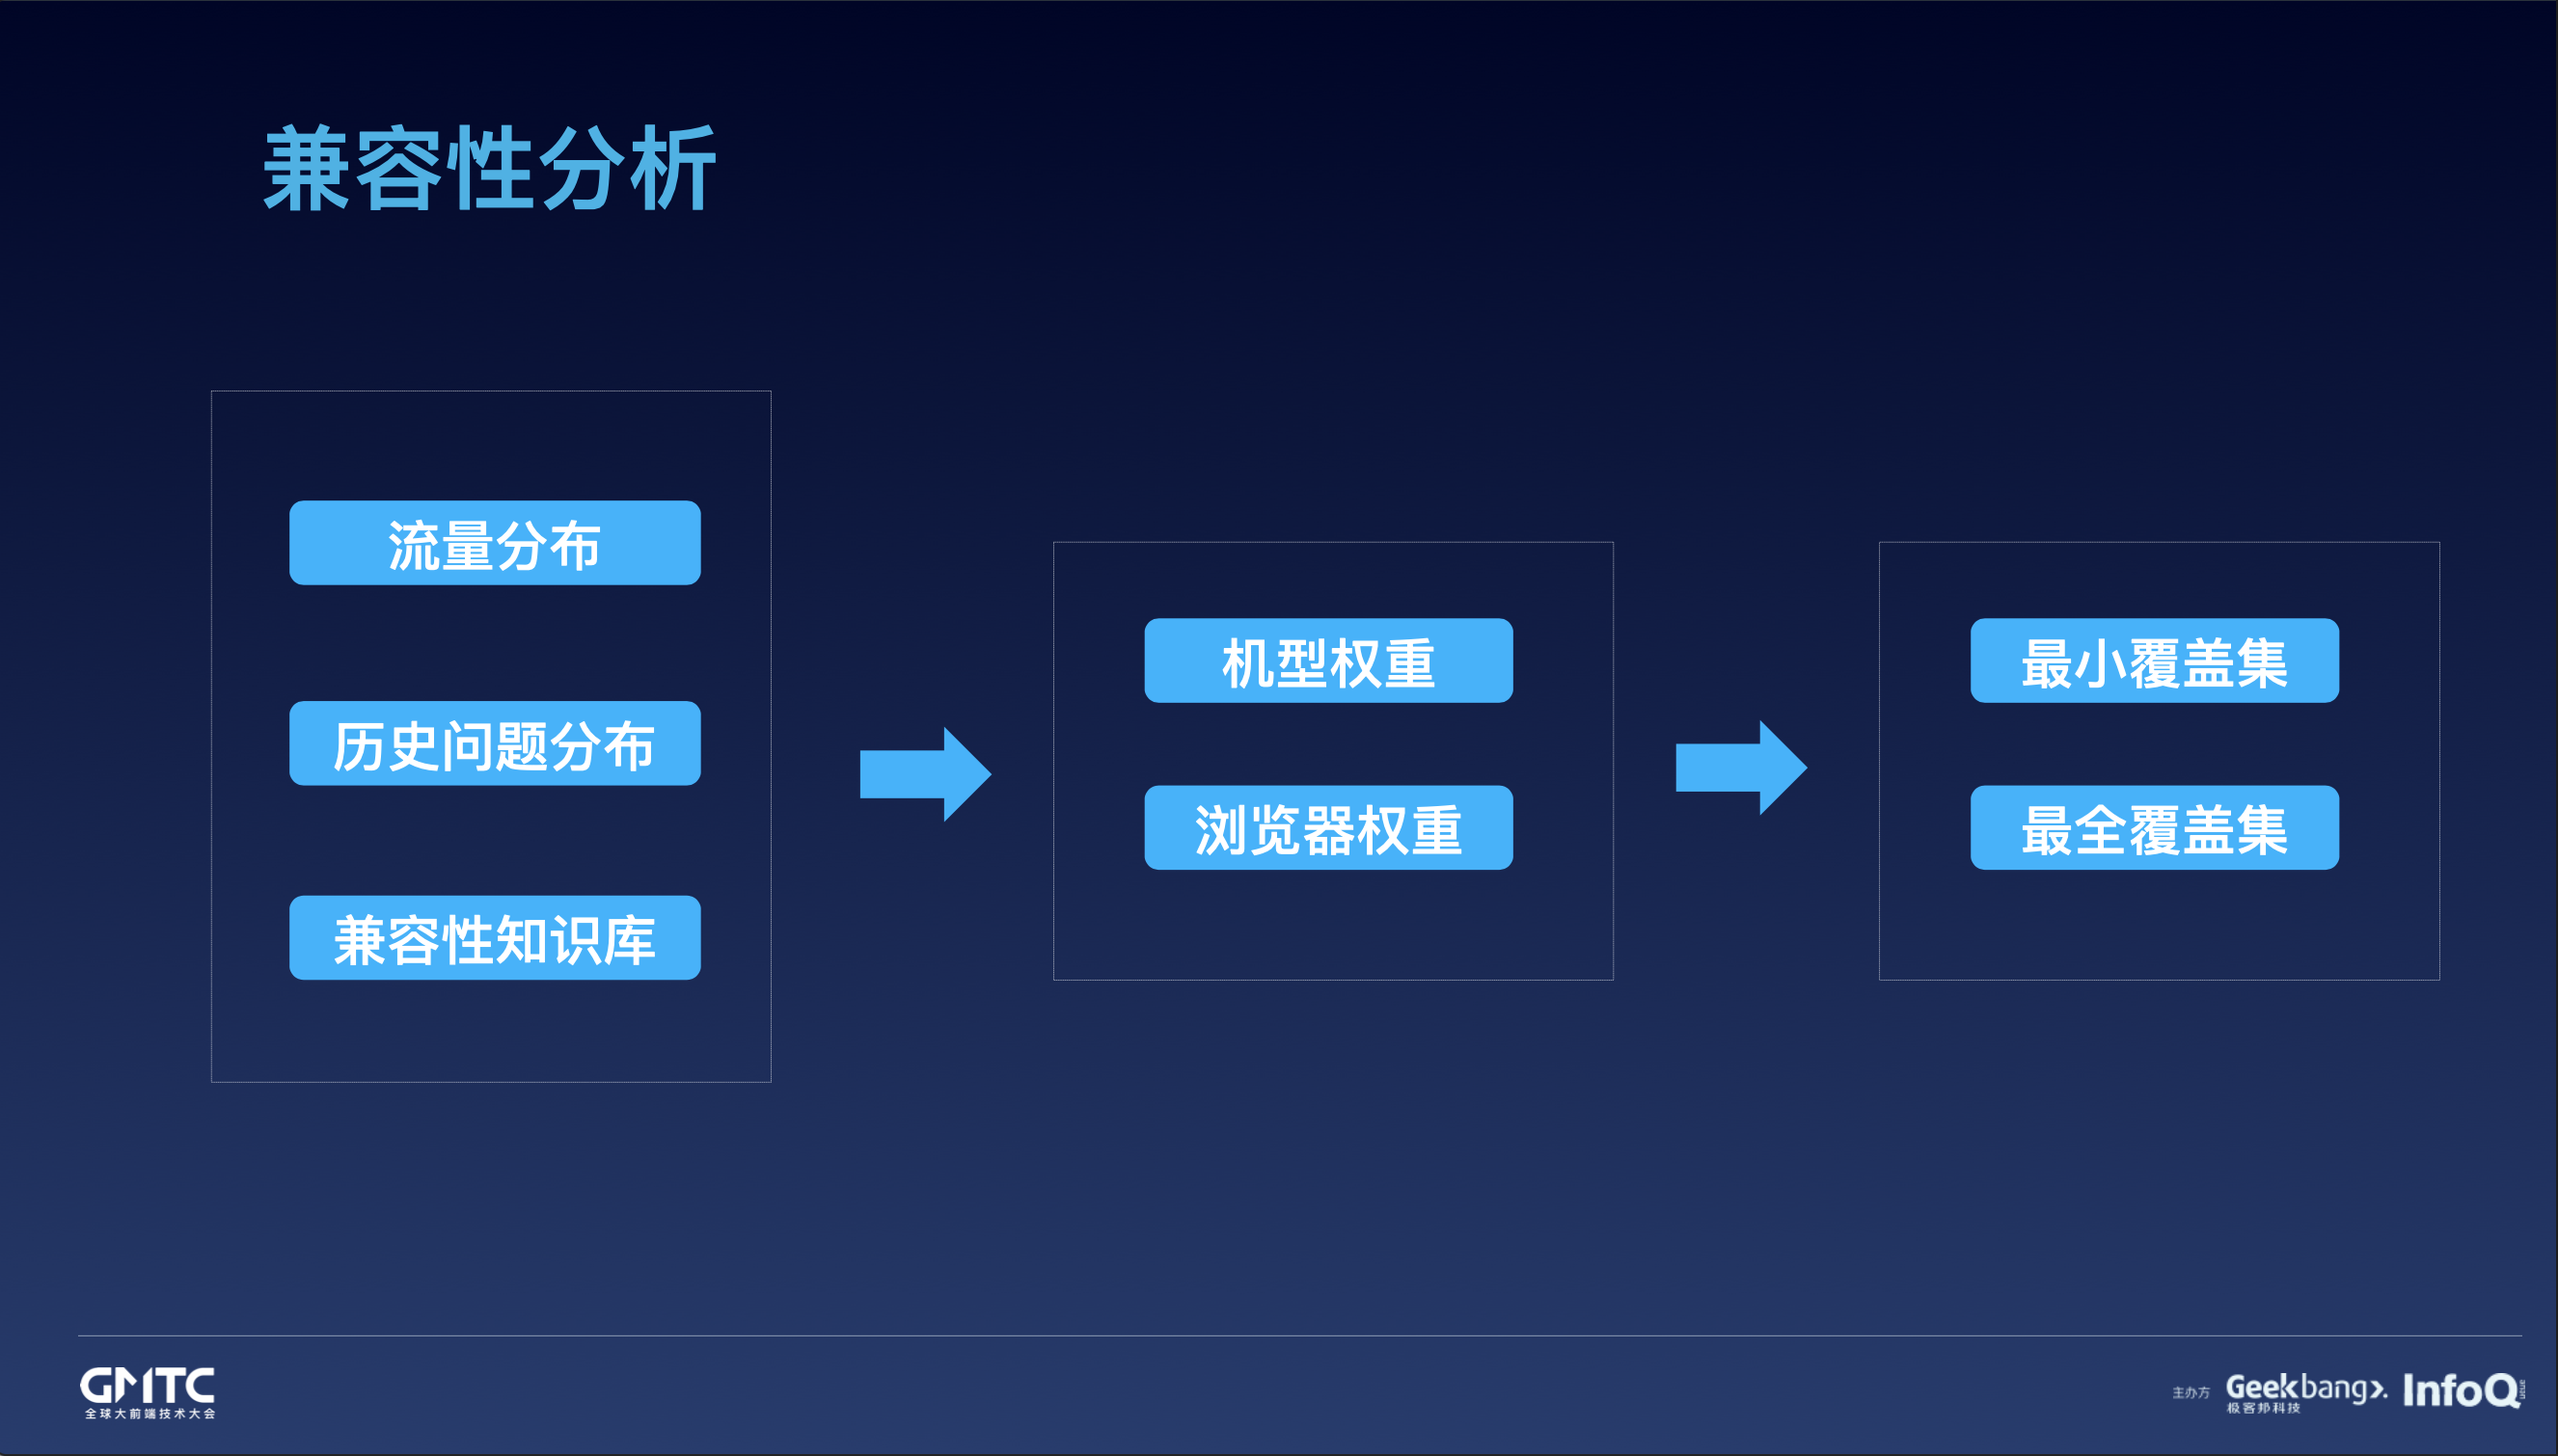 兼容性分析
流量分布
历史问题分布
兼容性知识库
机型权重
浏览器权重
最小覆盖集
最全覆盖集
GMTC
全球大前端技术大会
主办方
Geekbang>.
极客邦科技
InfoQ